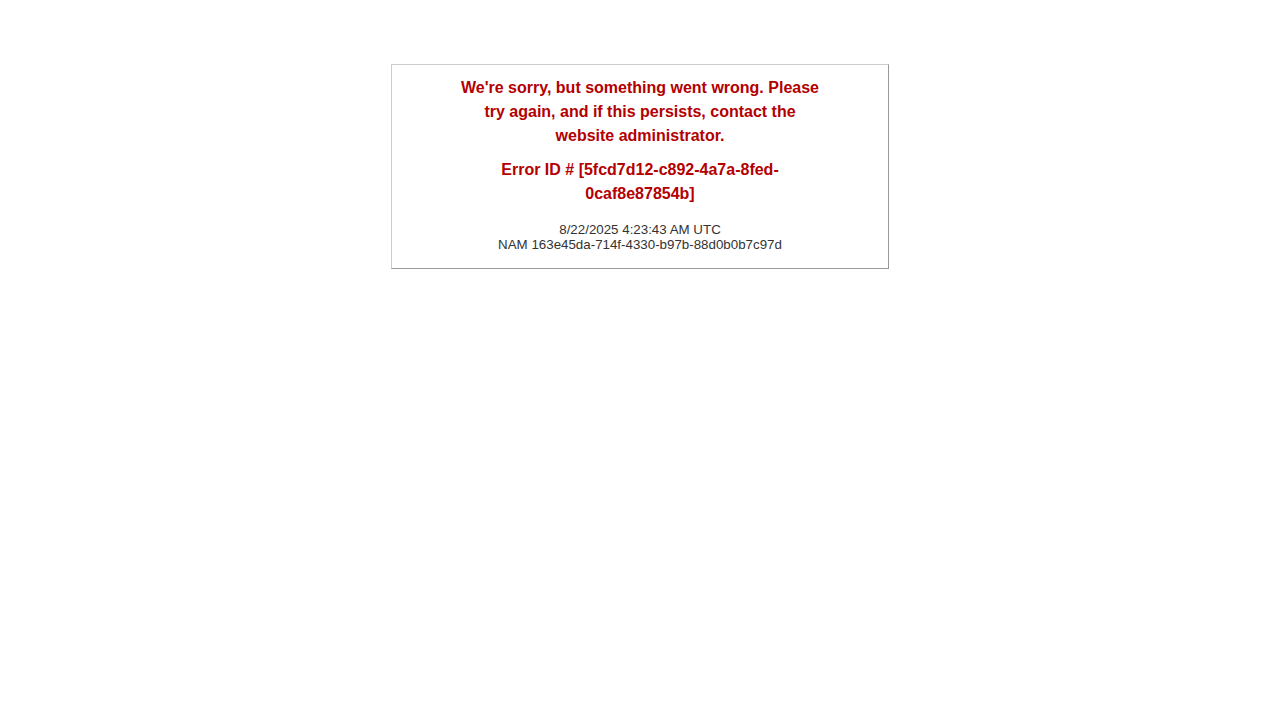 We're sorry, but something went wrong. Please
try again, and if this persists, contact the
website administrator.
Error ID # [5fcd7d12-c892-4a7a-8fed-
0caf8e87854b]
8/22/2025 4:23:43 AM UTC
NAM 163e45da-714f-4330-b97b-88d0b0b7c97d